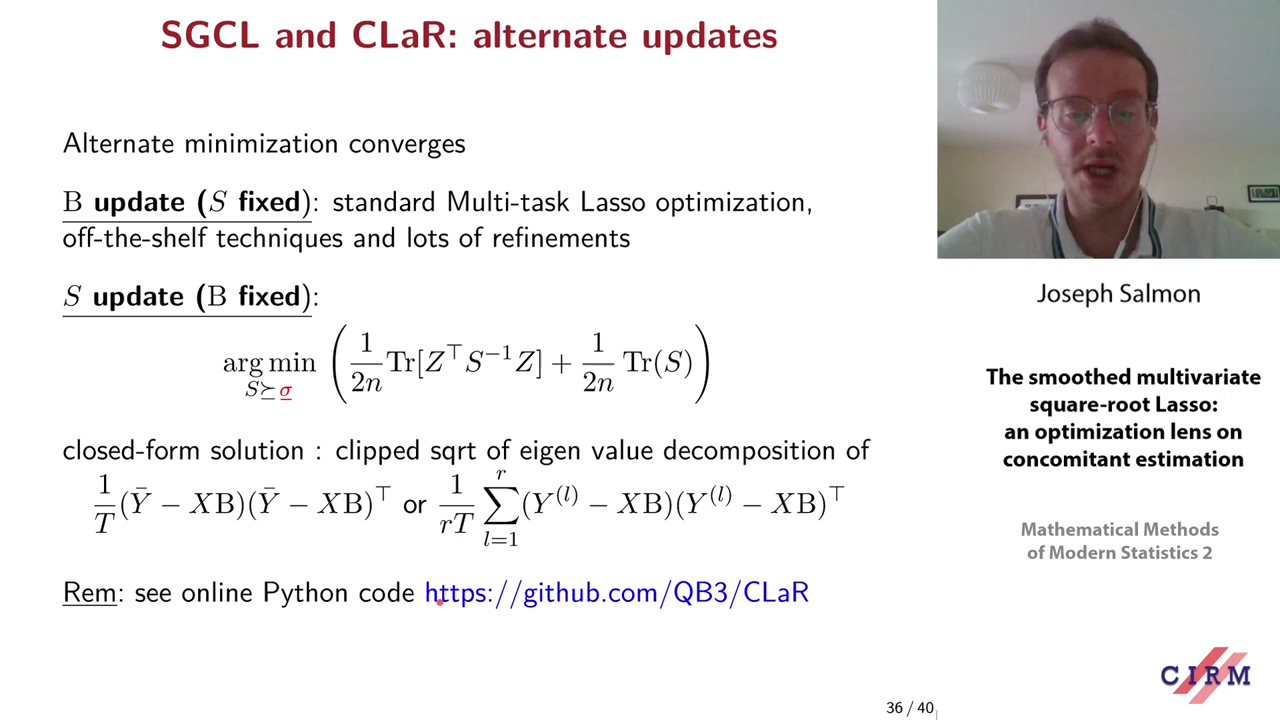 SGCL and CLaR: alternate updates
Alternate minimization converges
B update (S fixed): standard Multi-task Lasso optimization,
off-the-shelf techniques and lots of refinements
S update (B fixed):
arg min_{S ⪰ σ̲} ( 1/2n Tr[Z^⊤ S^{−1} Z] + 1/2n Tr(S) )
closed-form solution : clipped sqrt of eigen value decomposition of
1/T (Ȳ − XB)(Ȳ − XB)^⊤ or 1/rT ∑_{l=1}^{r} (Y^{(l)} − XB)(Y^{(l)} − XB)^⊤
Rem: see online Python code https://github.com/QB3/CLaR
36 / 40
Joseph Salmon
The smoothed multivariate
square-root Lasso:
an optimization lens on
concomitant estimation
Mathematical Methods
of Modern Statistics 2
CIRM